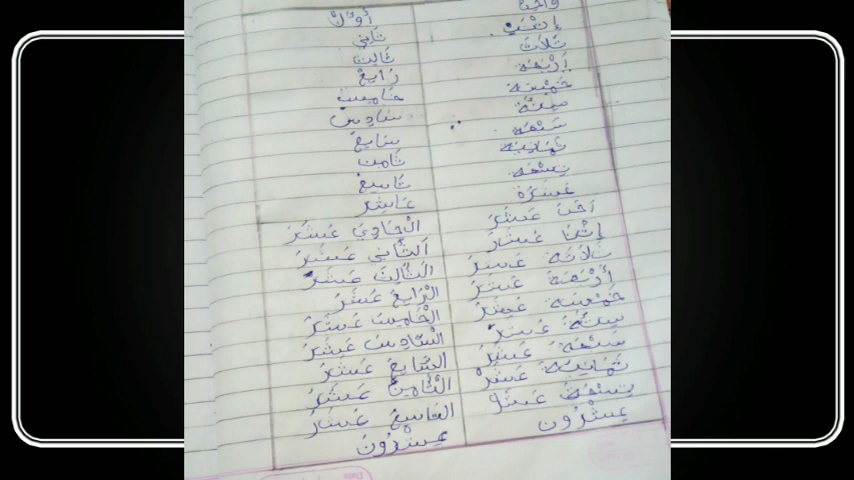 واحد أول
إثنين ثاني
ثلاث ثالث
أربعة رابع
خمسة خامس
ستة سادس
سبعة سابع
ثمانية ثامن
تسعة تاسع
عشرة عاشر
أحد عشر الحادي عشر
إثنا عشر الثاني عشر
ثلاثة عشر الثالث عشر
أربعة عشر الرابع عشر
خمسة عشر الخامس عشر
ستة عشر السادس عشر
سبعة عشر السابع عشر
ثمانية عشر الثامن عشر
تسعة عشر التاسع عشر
عشرون عشرون